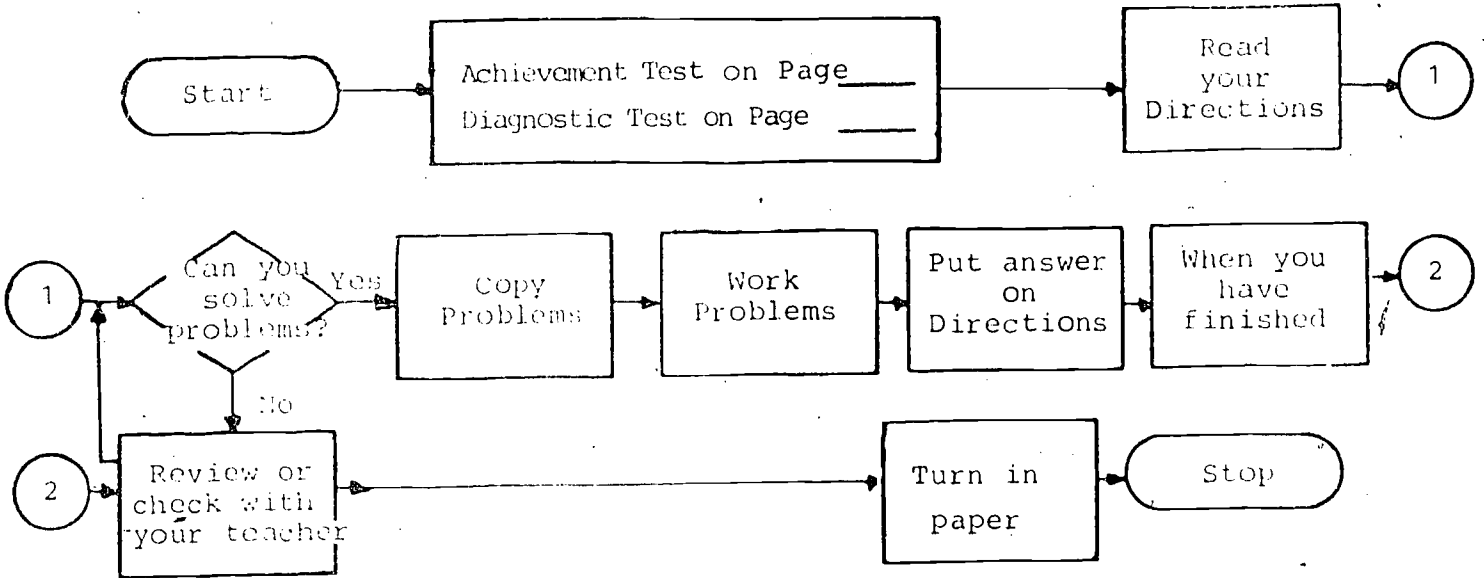 Start
Achievement Test on Page____
Diagnostic Test on Page ____
Read
your
Directions
1
1
Can you
solve
problems?
Yes
No
Copy
Problems
Work
Problems
Put answer
on
Directions
When you
have
finished
2
2
Review or
check with
your teacher
Turn in
paper
Stop